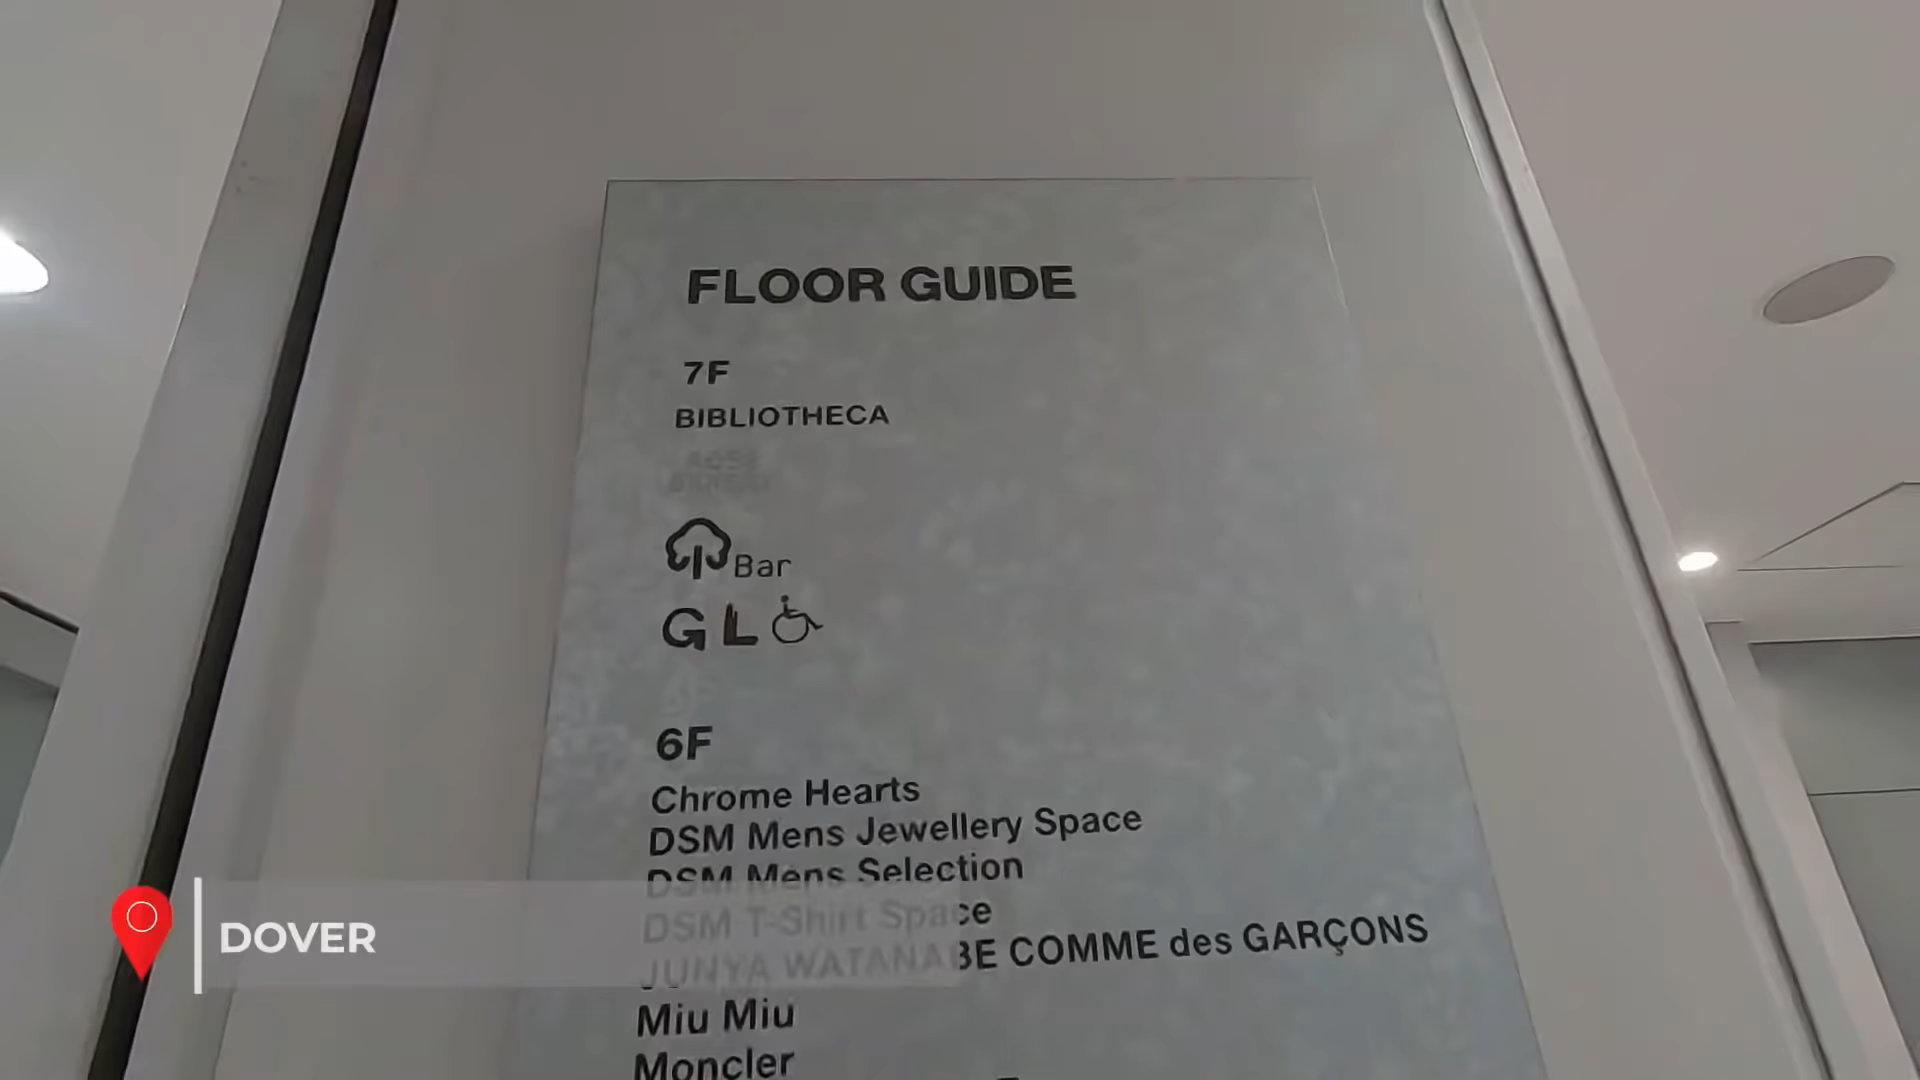 FLOOR GUIDE
7F
BIBLIOTHECA
Bar
G L
6F
Chrome Hearts
DSM Mens Jewellery Space
DSM Mens Selection
DSM T-Shirt Space
JUNYA WATANABE COMME des GARÇONS
Miu Miu
Moncler
DOVER